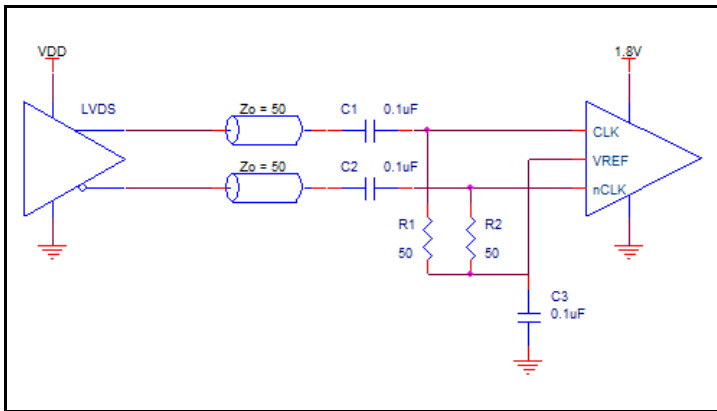 VDD
1.8V
LVDS
Zo = 50
C1
0.1uF
CLK
VREF
Zo = 50
C2
0.1uF
nCLK
R1
50
R2
50
C3
0.1uF